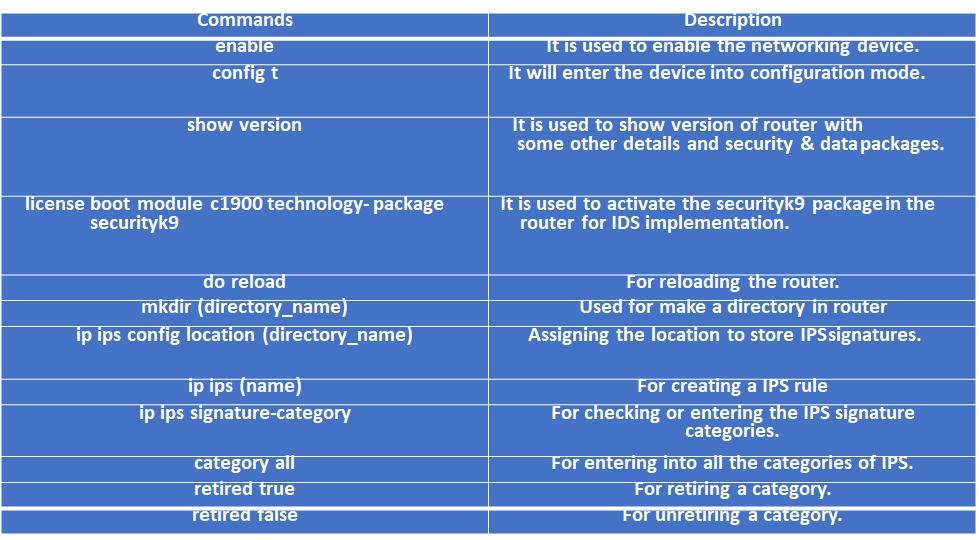 Commands
Description
enable
It is used to enable the networking device.
config t
It will enter the device into configuration mode.
show version
It is used to show version of router with
some other details and security & data packages.
license boot module c1900 technology- package
securityk9
It is used to activate the securityk9 package in the
router for IDS implementation.
do reload
For reloading the router.
mkdir (directory_name)
Used for make a directory in router
ip ips config location (directory_name)
Assigning the location to store IPSsignatures.
ip ips (name)
For creating a IPS rule
ip ips signature-category
For checking or entering the IPS signature
categories.
category all
For entering into all the categories of IPS.
retired true
For retiring a category.
retired false
For unretiring a category.